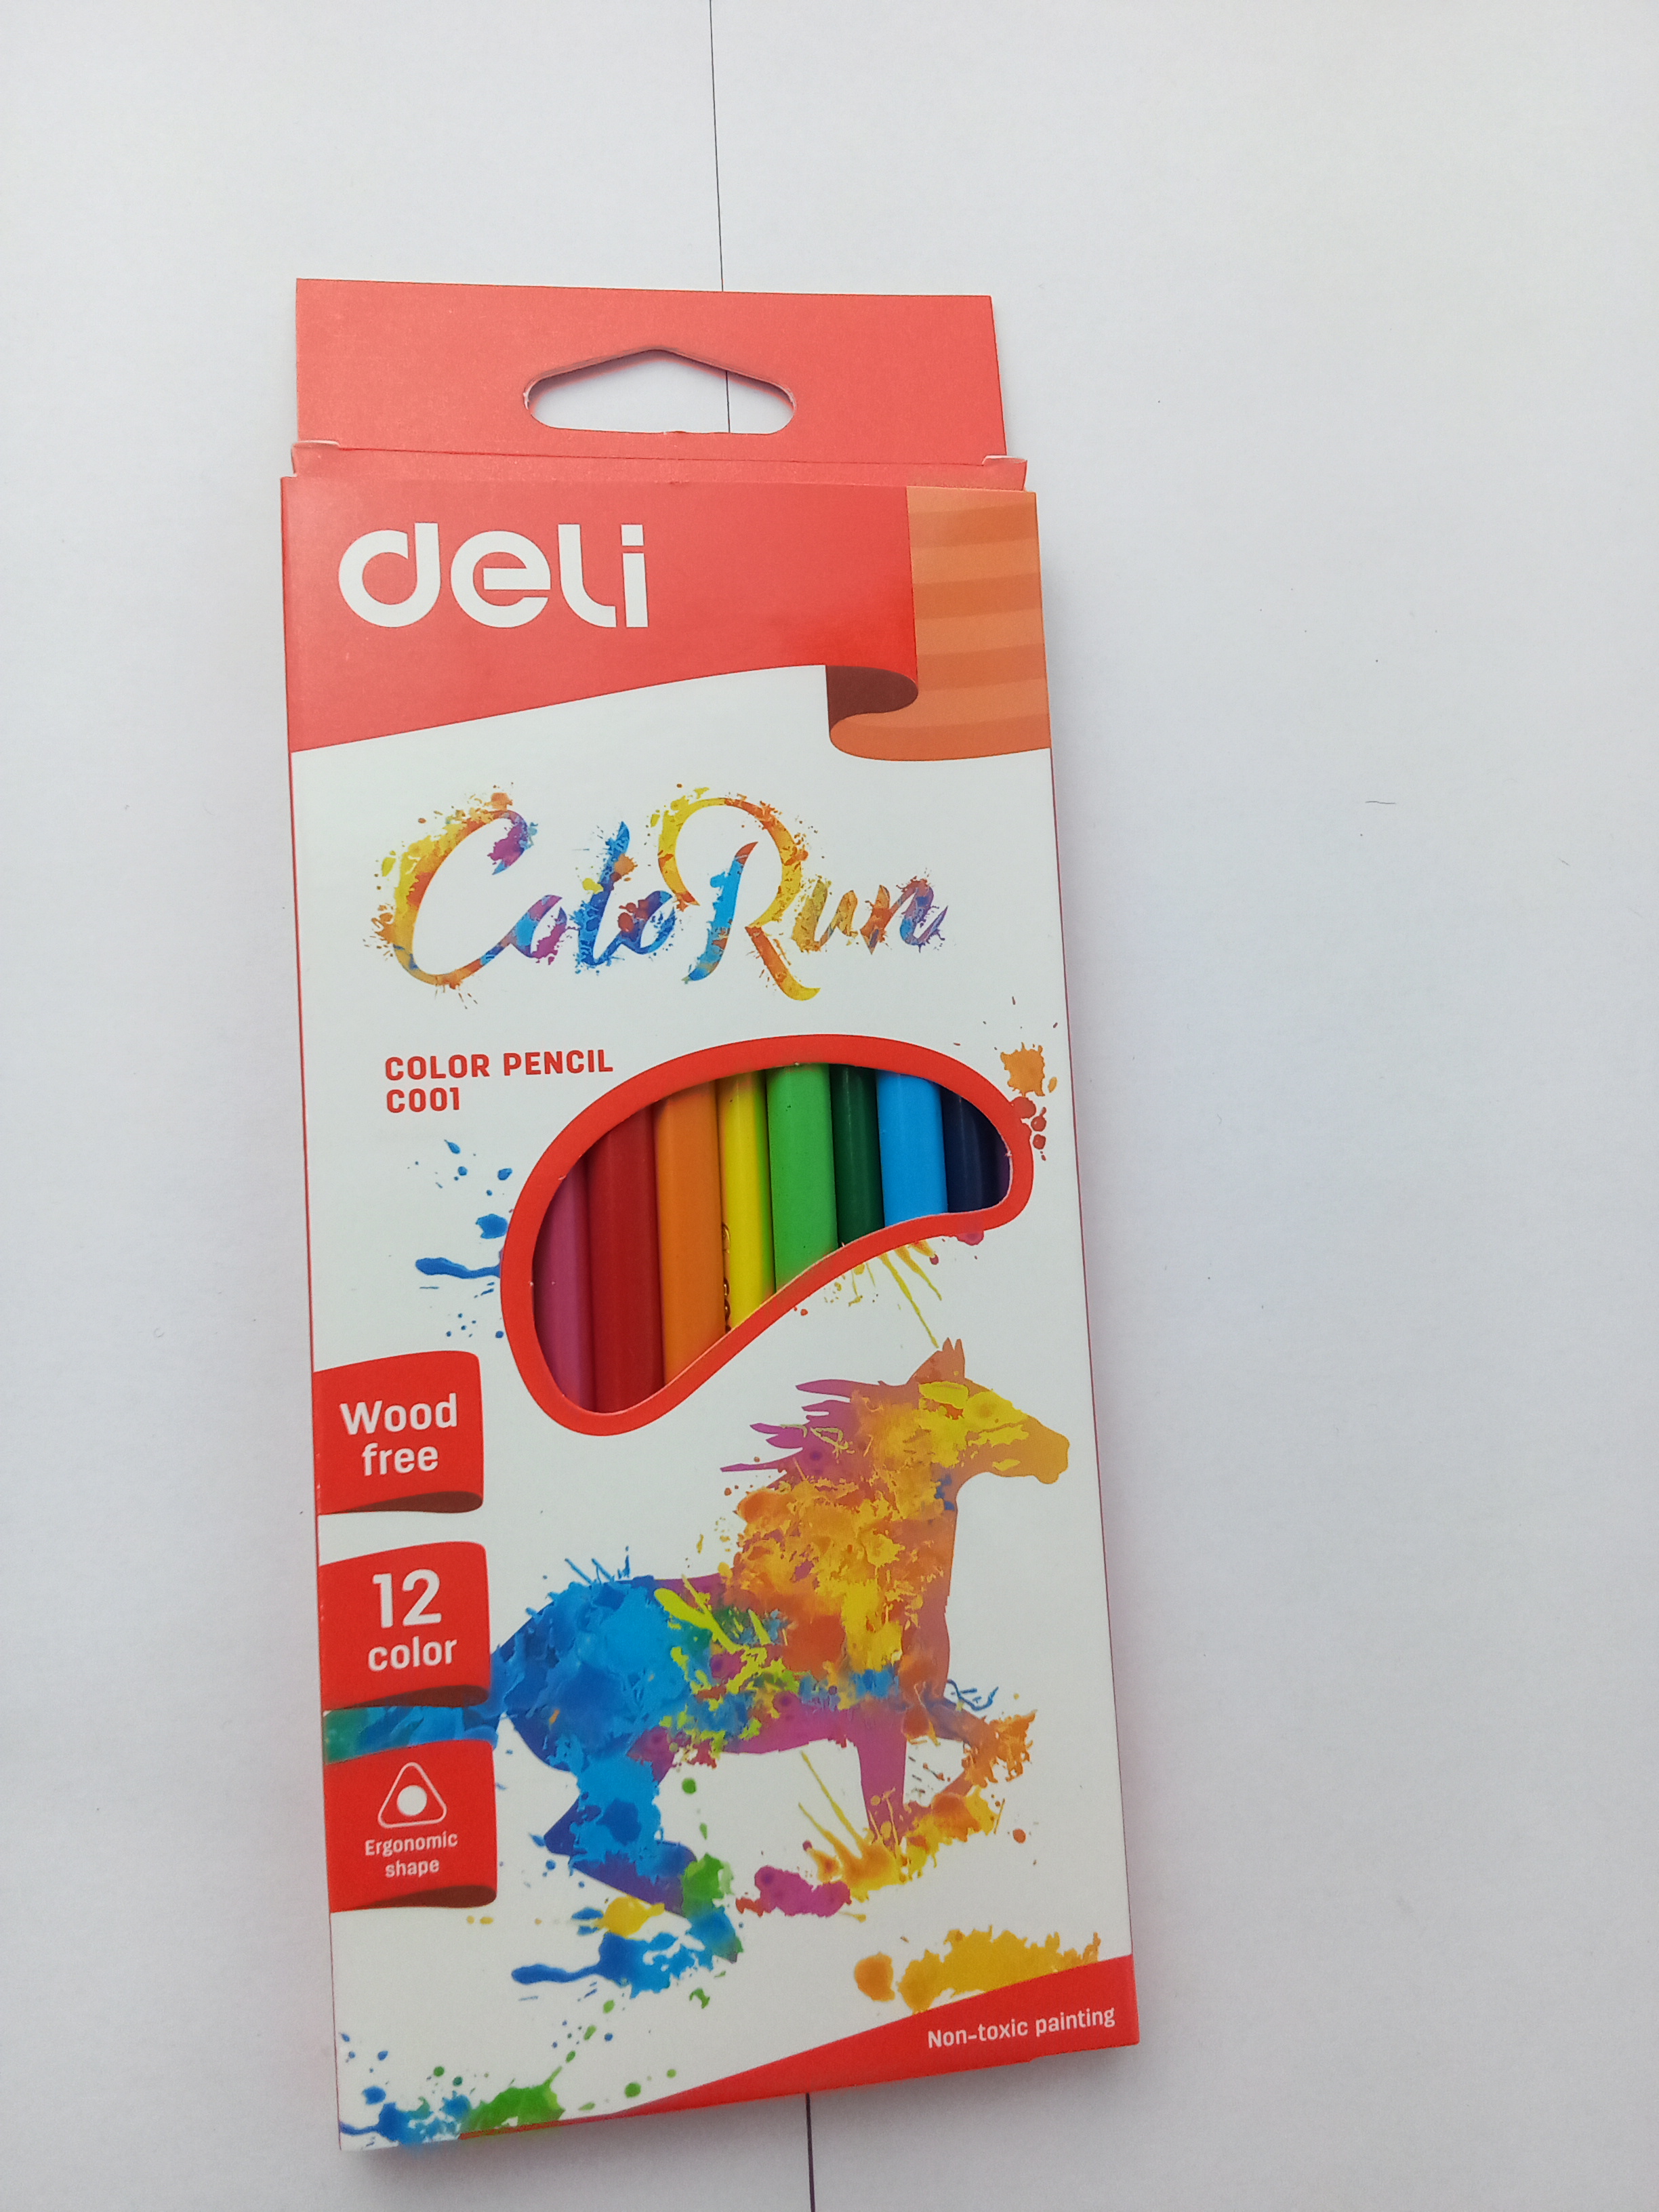 deli
ColoRun
COLOR PENCIL
C001
Wood
free
12
color
Ergonomic
shape
Non-toxic painting